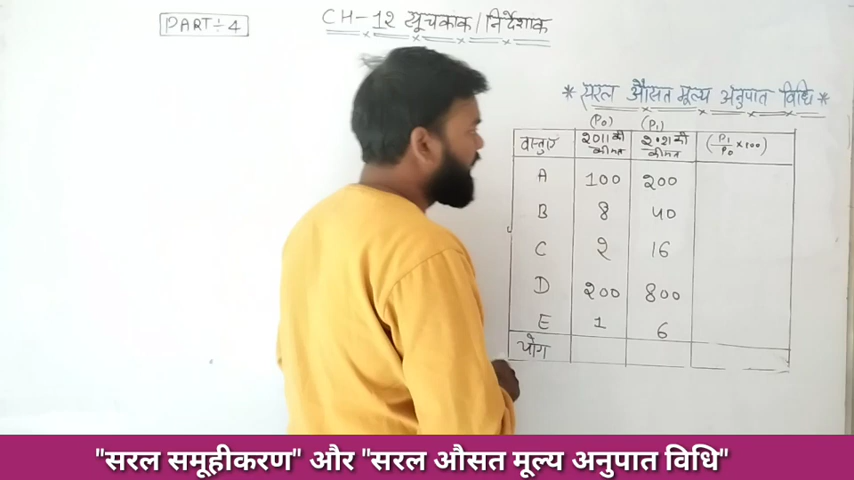 PART÷4
CH-12 सूचकांक/निर्देशांक
* सरल औसत मूल्य अनुपात विधि *
(P₀) (P₁)
वस्तुएं 2011 की कीमत 2021 की कीमत (P₁/P₀ ×100)
A 100 200
B 8 40
C 2 16
D 200 800
E 1 6
योग
"सरल समूहीकरण" और "सरल औसत मूल्य अनुपात विधि"